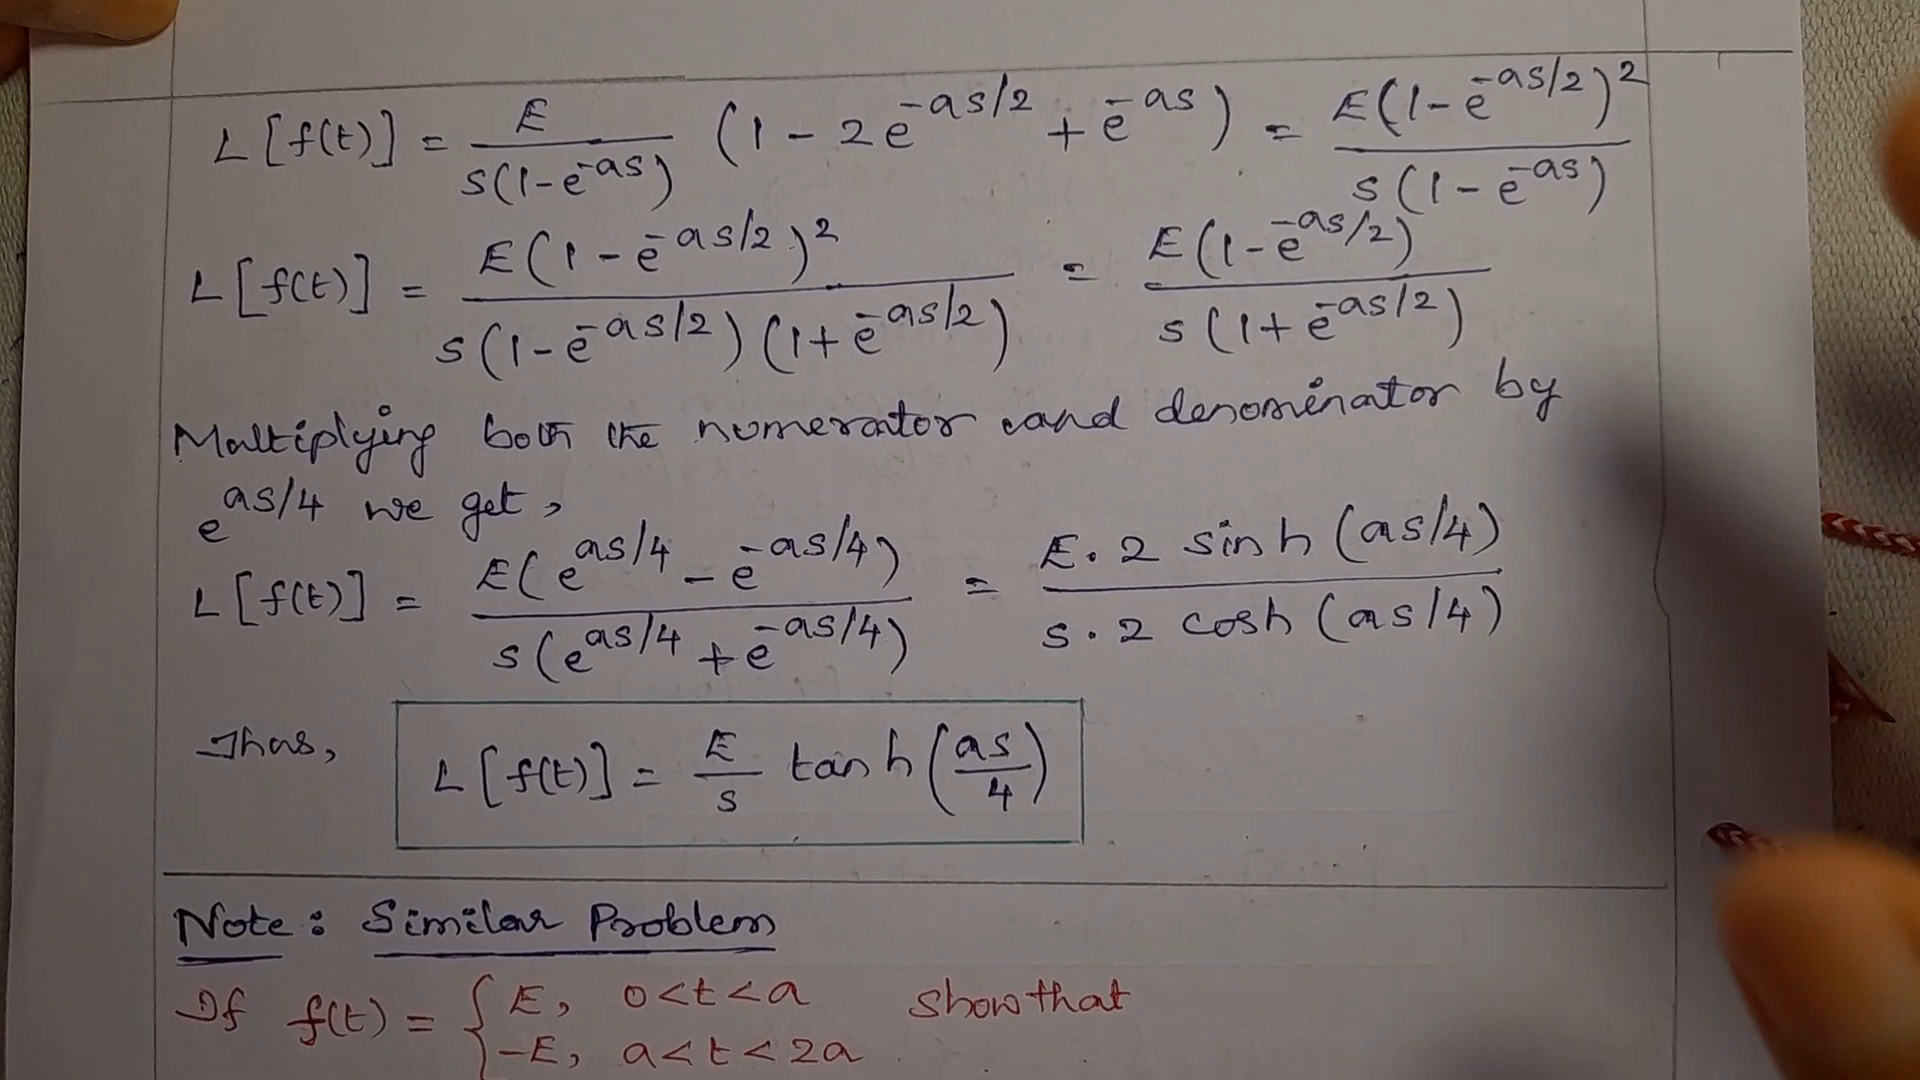 L[f(t)] = E / s(1-e^-as) (1 - 2e^-as/2 + e^-as) = E(1-e^-as/2)^2 / s(1-e^-as)
L[f(t)] = E(1-e^-as/2)^2 / s(1-e^-as/2)(1+e^-as/2) = E(1-e^-as/2) / s(1+e^-as/2)
Multiplying both the numerator and denominator by
e^as/4 we get,
L[f(t)] = E(e^as/4 - e^-as/4) / s(e^as/4 + e^-as/4) = E. 2 sinh (as/4) / s. 2 cosh (as/4)
Thus, L[f(t)] = E/s tanh (as/4)
Note: Similar Problem
If f(t) = { E, 0<t<a show that
-E, a<t<2a